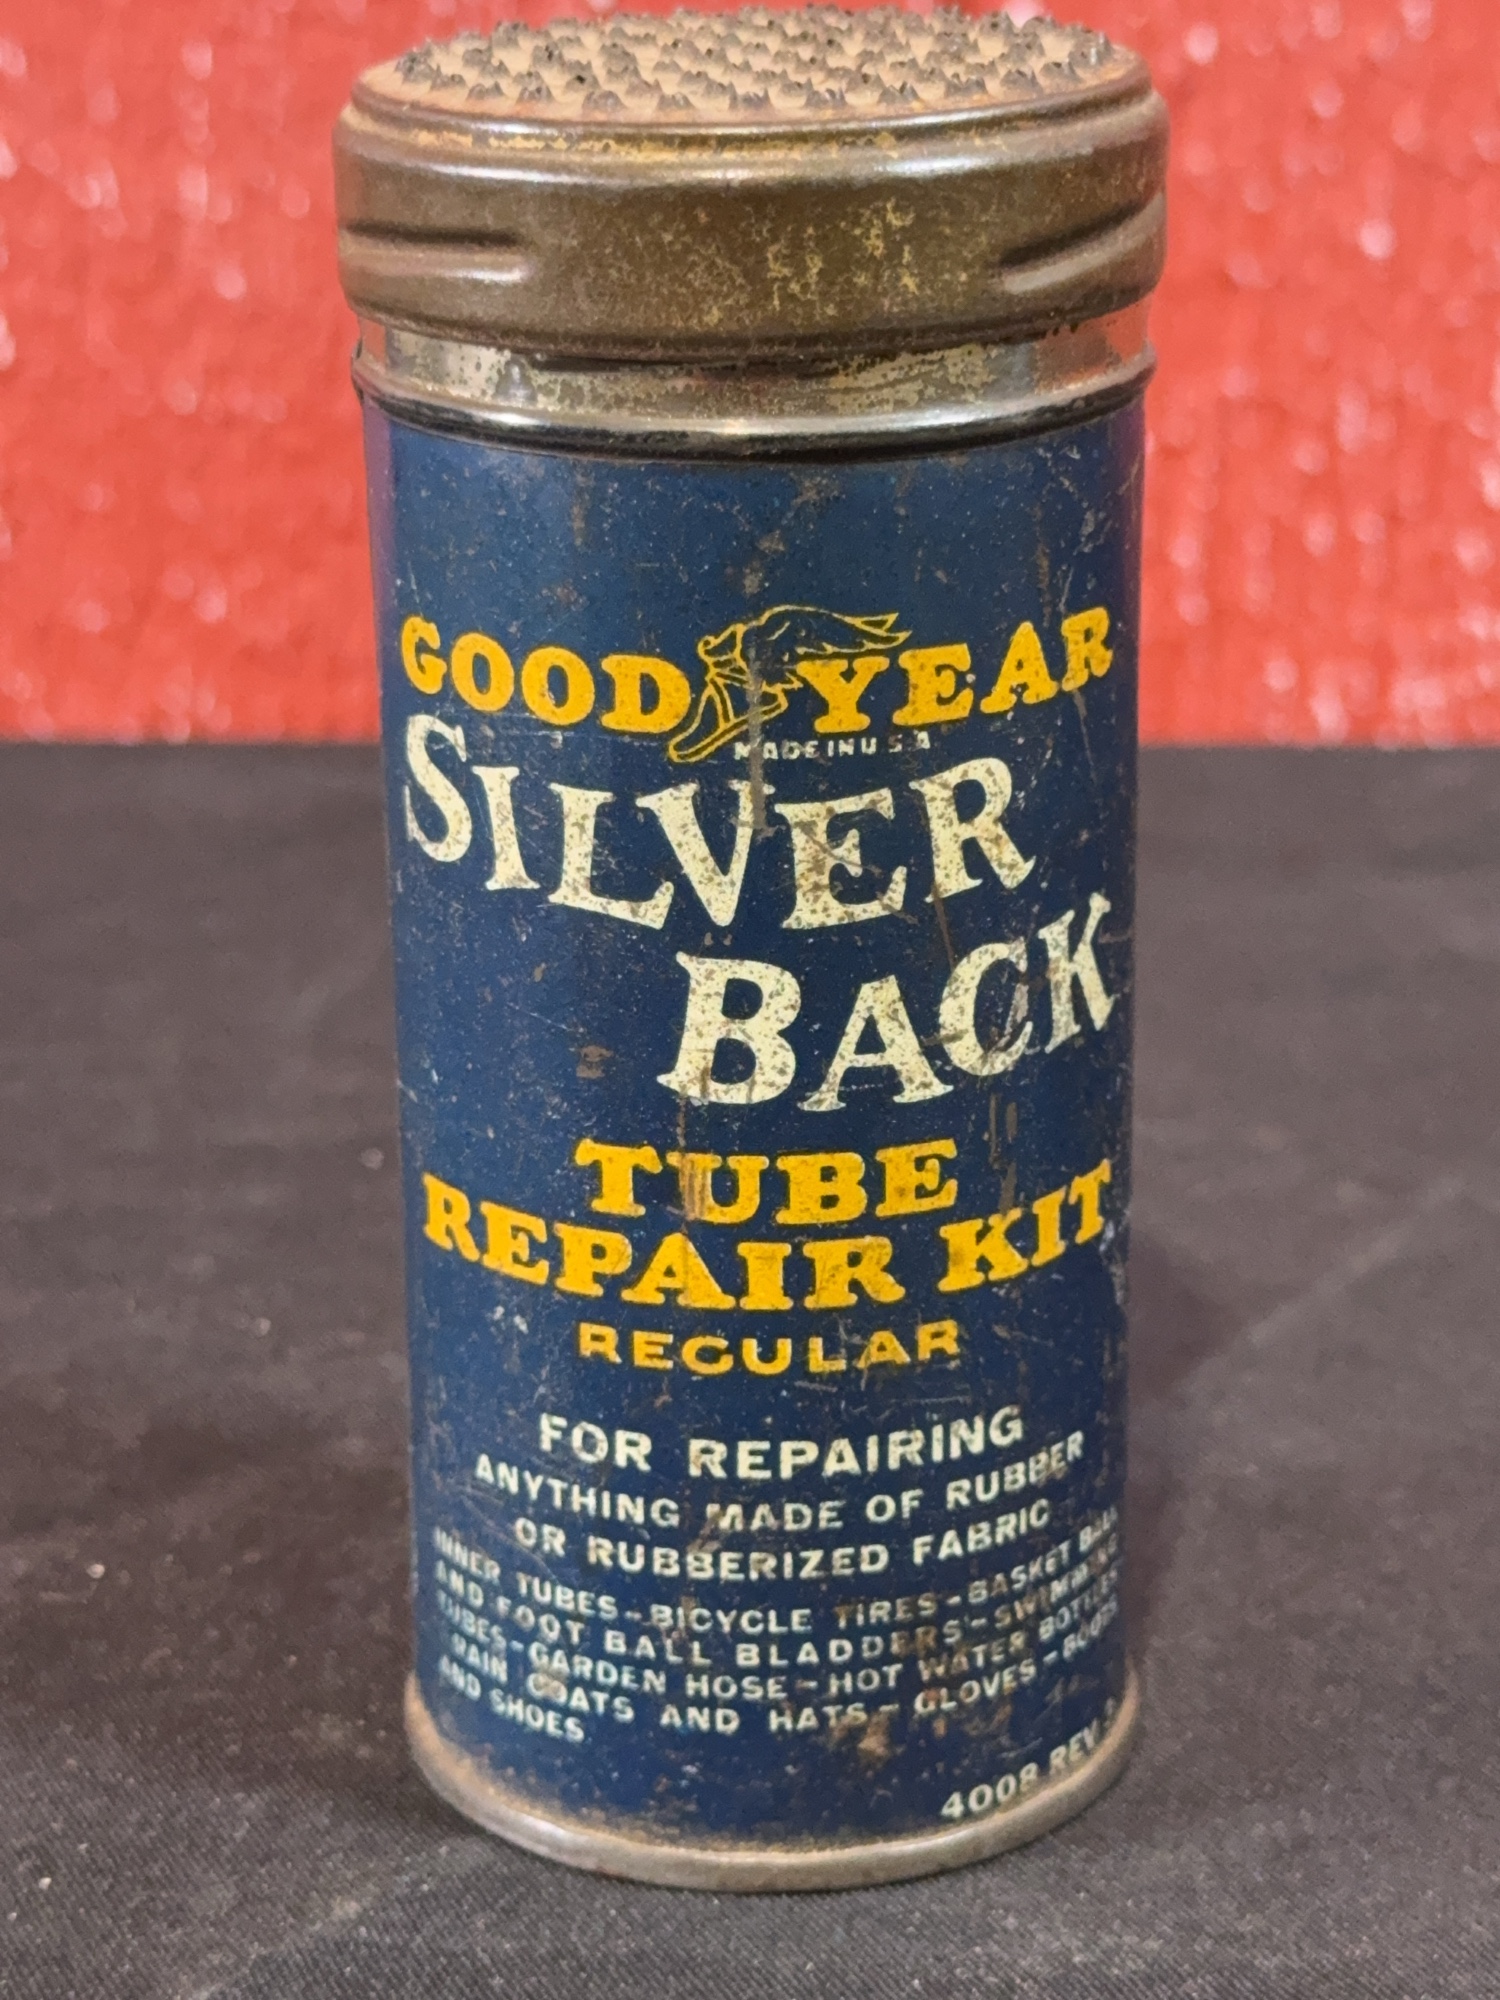 GOOD YEAR
MADE IN U S A
SILVER
BACK
TUBE
REPAIR KIT
REGULAR
FOR REPAIRING
ANYTHING MADE OF RUBBER
OR RUBBERIZED FABRIC
INNER TUBES - BICYCLE TIRES - BASKET BALL
AND FOOT BALL BLADDERS - SWIMMING
TUBES - GARDEN HOSE - HOT WATER BOTTLES
RAIN COATS AND HATS - GLOVES - BOOTS
AND SHOES
4008 REV.